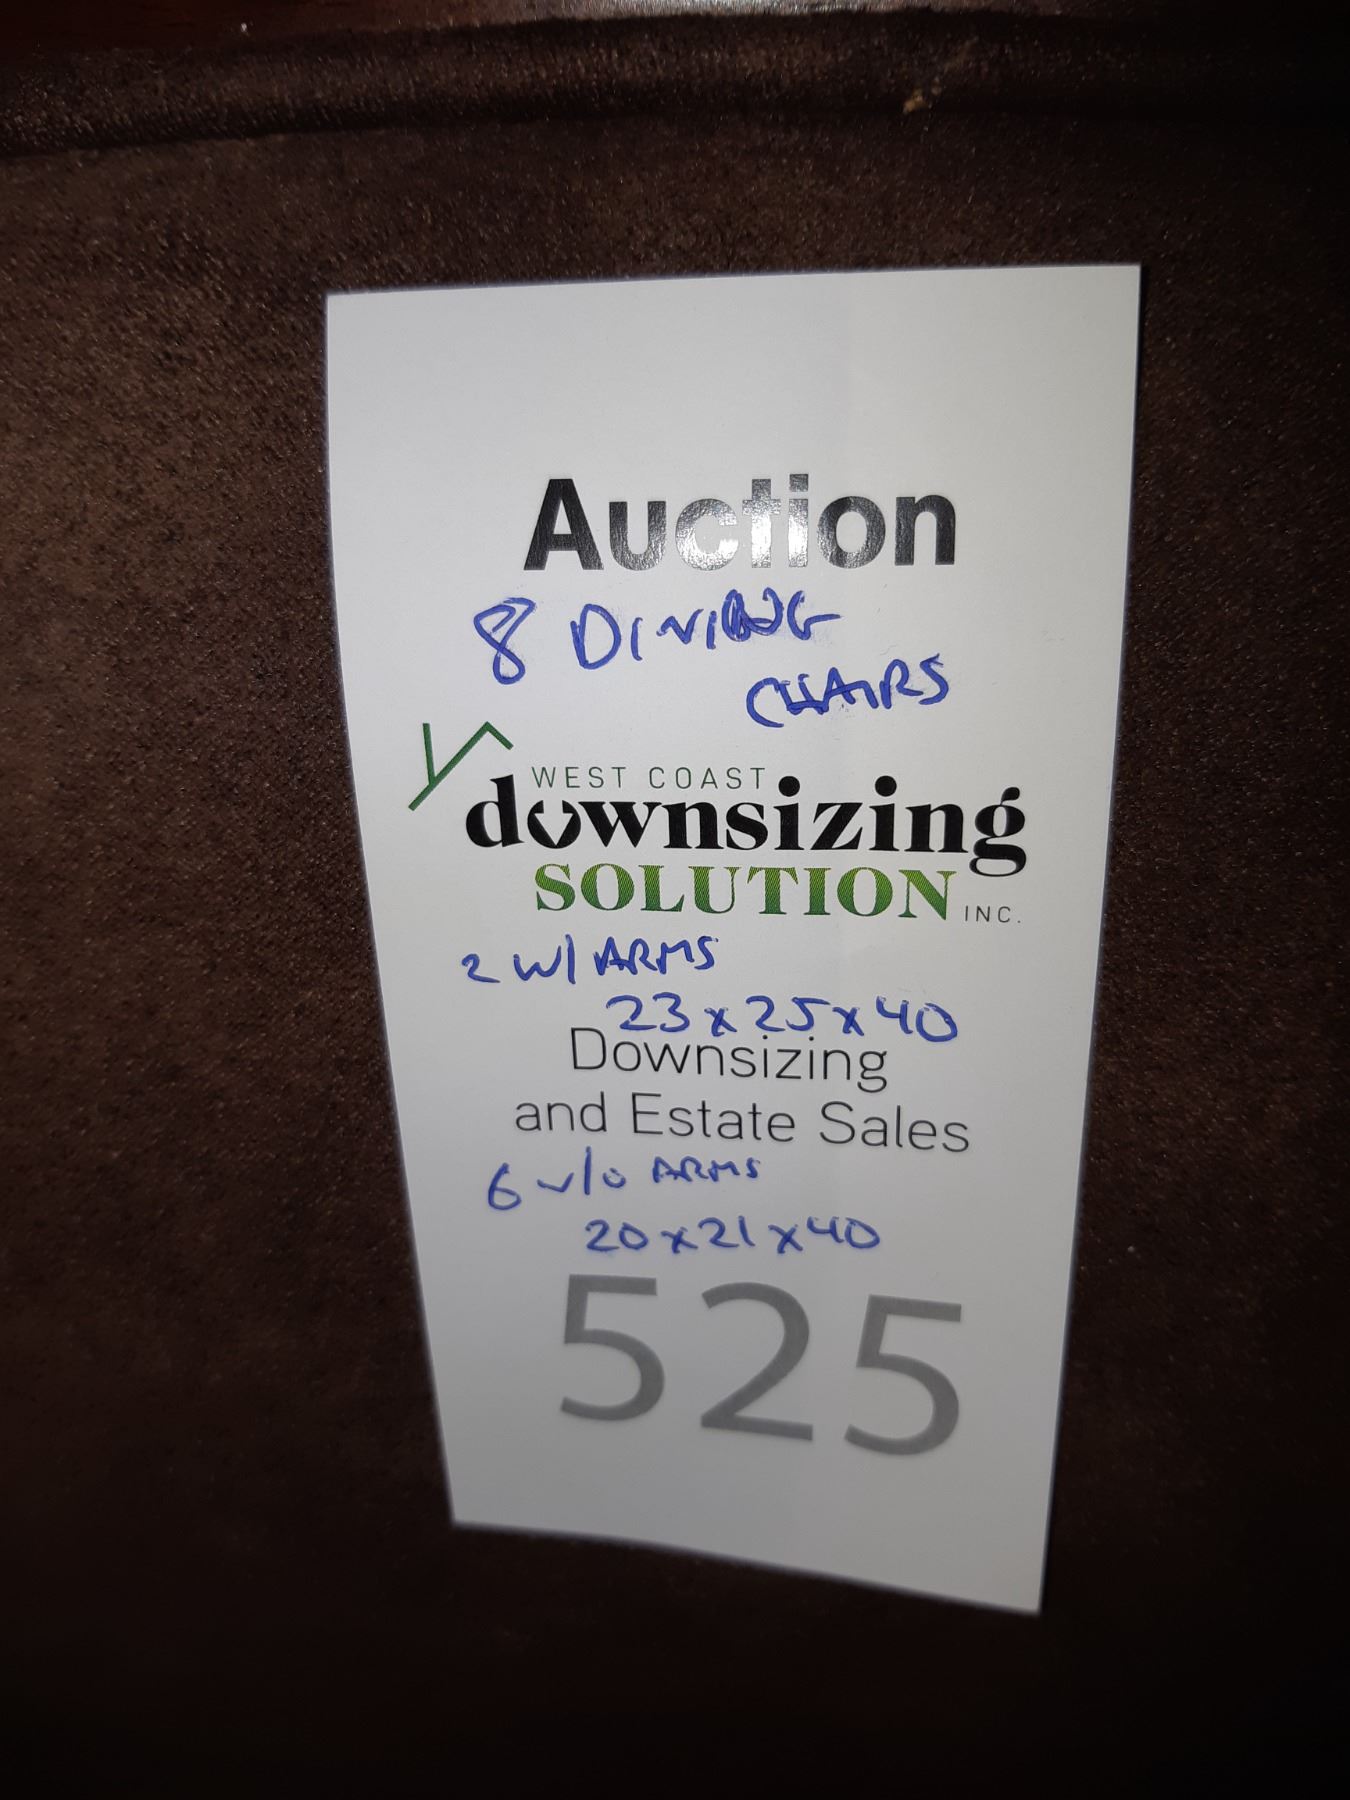 Auction
8 DINING
CHAIRS
WEST COAST
downsizing
SOLUTION INC.
2 W/ ARMS
23 x 25 x 40
Downsizing
and Estate Sales
6 w/o ARMS
20 x 21 x 40
525